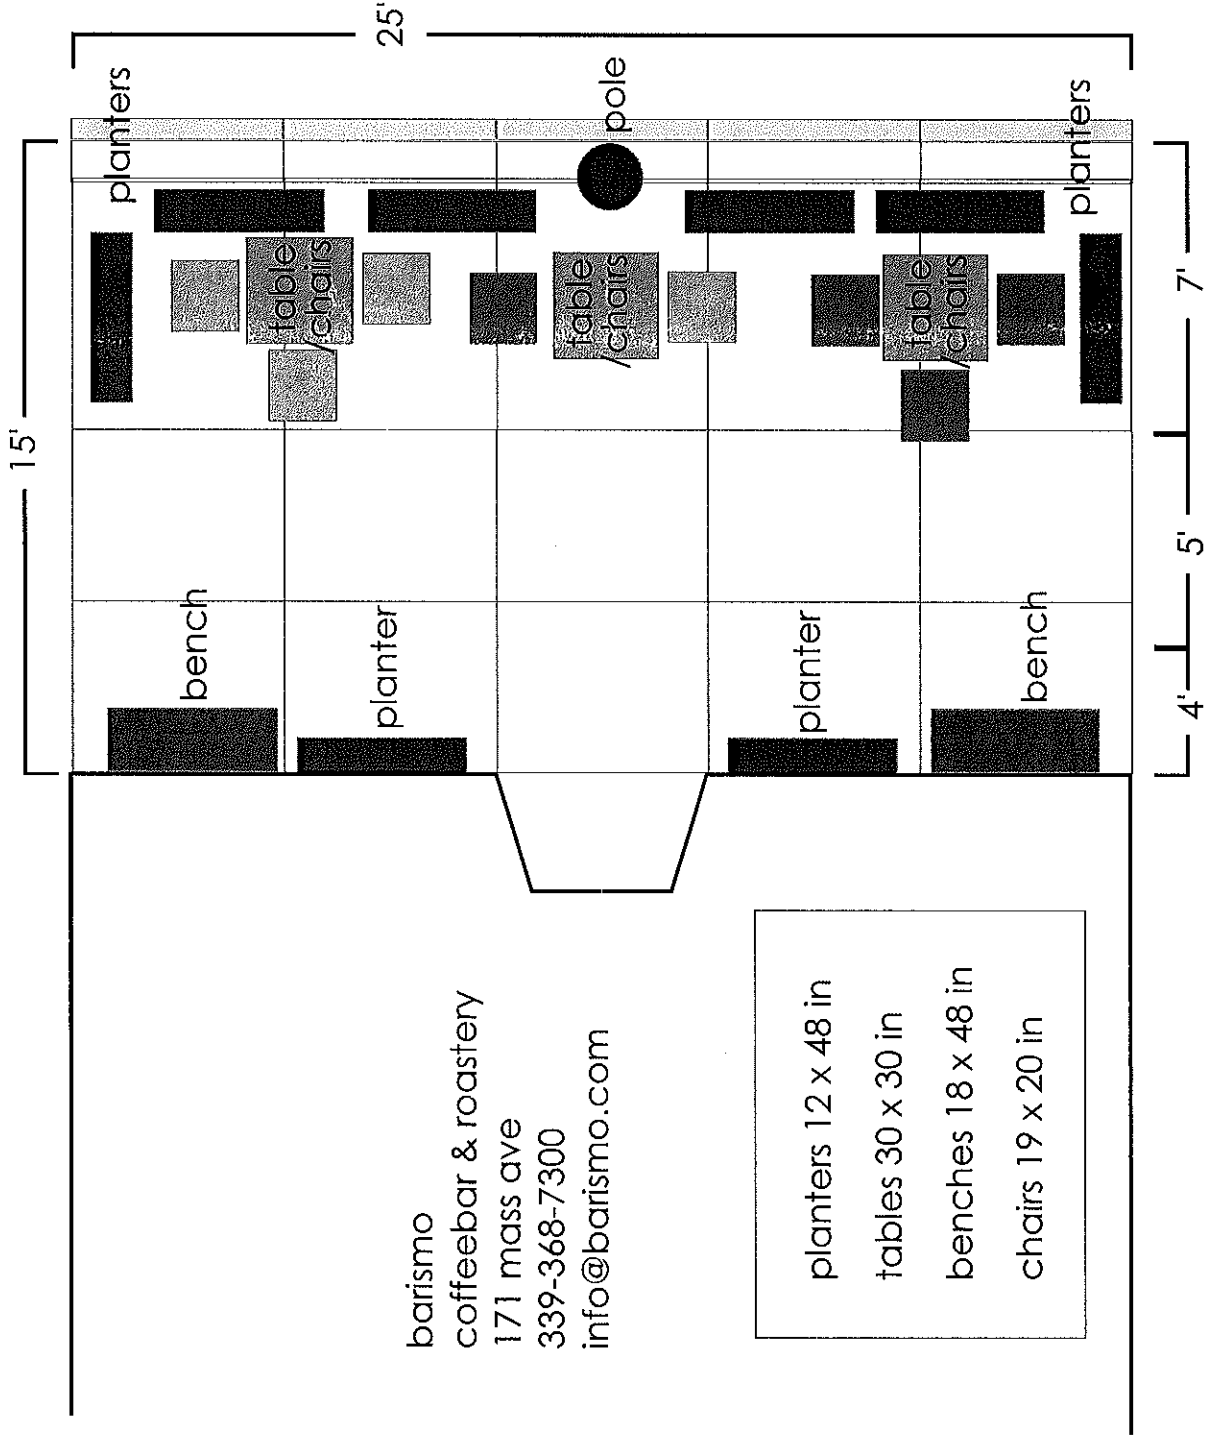 15'
25'
planters
pole
planters
table
/chairs
table
/chairs
table
/chairs
bench
planter
planter
bench
4'
5'
7'
barismo
coffeebar & roastery
171 mass ave
339-368-7300
info@barismo.com
planters 12 x 48 in
tables 30 x 30 in
benches 18 x 48 in
chairs 19 x 20 in